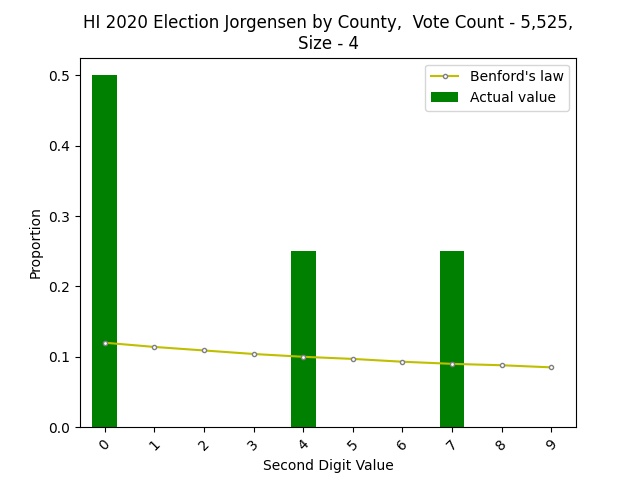 HI 2020 Election Jorgensen by County,  Vote Count - 5,525,
Size - 4
Benford's law
Actual value
0.5
0.4
0.3
0.2
0.1
0.0
Proportion
0
1
2
3
4
5
6
7
8
9
Second Digit Value